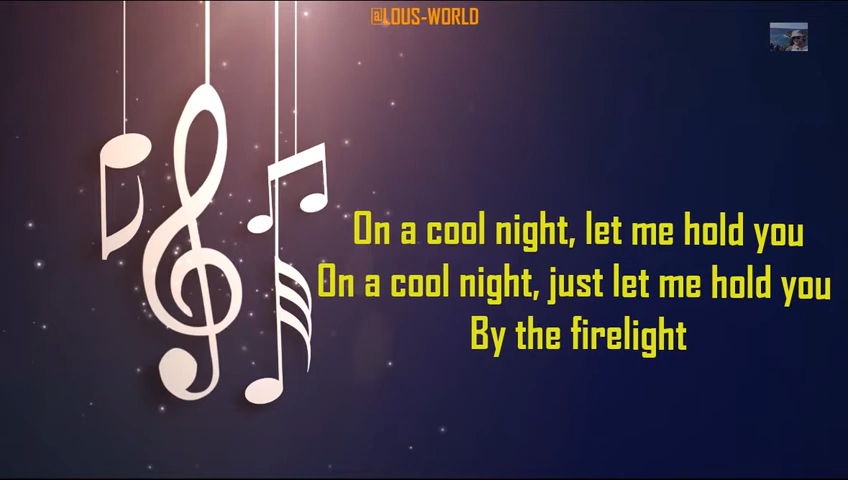 @LOUS-WORLD
On a cool night, let me hold you
On a cool night, just let me hold you
By the firelight